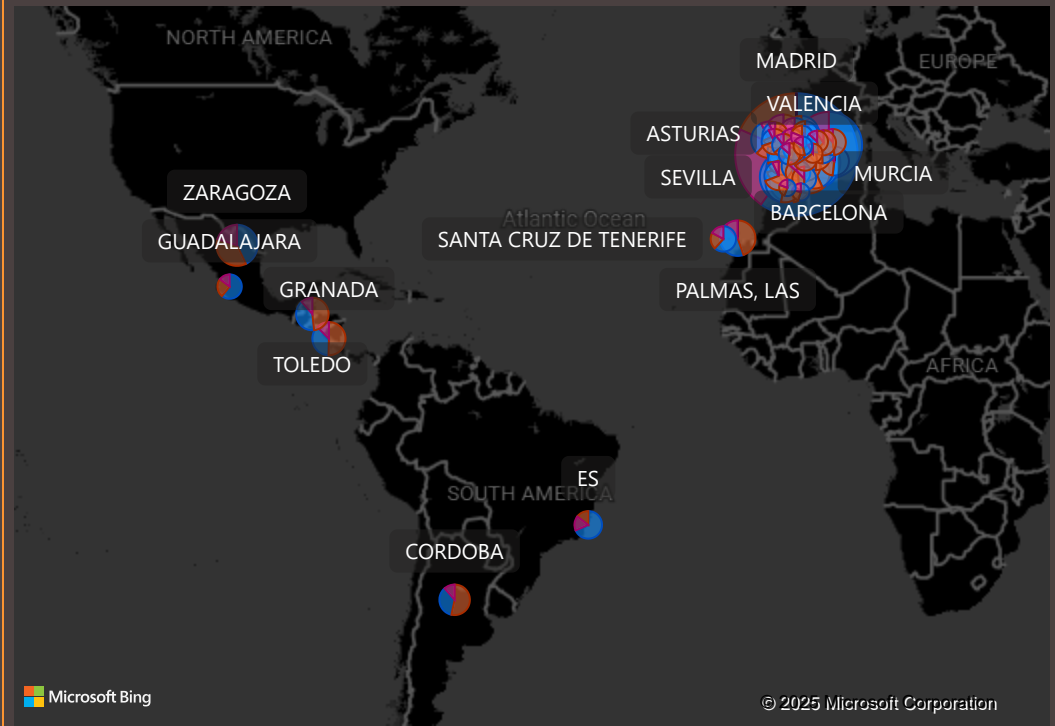 NORTH AMERICA
MADRID
EUROPE
VALENCIA
ASTURIAS
SEVILLA
MURCIA
ZARAGOZA
BARCELONA
Atlantic Ocean
GUADALAJARA
SANTA CRUZ DE TENERIFE
GRANADA
PALMAS, LAS
TOLEDO
AFRICA
ES
SOUTH AMERICA
CORDOBA
Microsoft Bing
© 2025 Microsoft Corporation